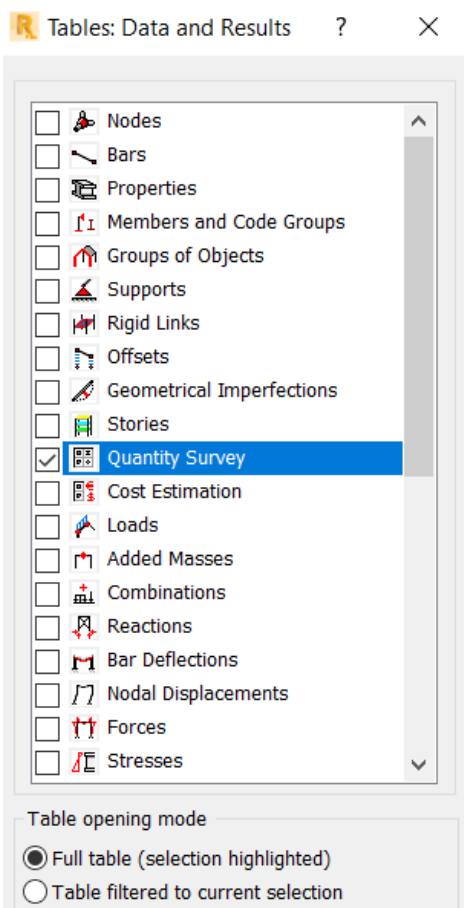 Tables: Data and Results ?
Nodes
Bars
Properties
Members and Code Groups
Groups of Objects
Supports
Rigid Links
Offsets
Geometrical Imperfections
Stories
Quantity Survey
Cost Estimation
Loads
Added Masses
Combinations
Reactions
Bar Deflections
Nodal Displacements
Forces
Stresses
Table opening mode
Full table (selection highlighted)
Table filtered to current selection